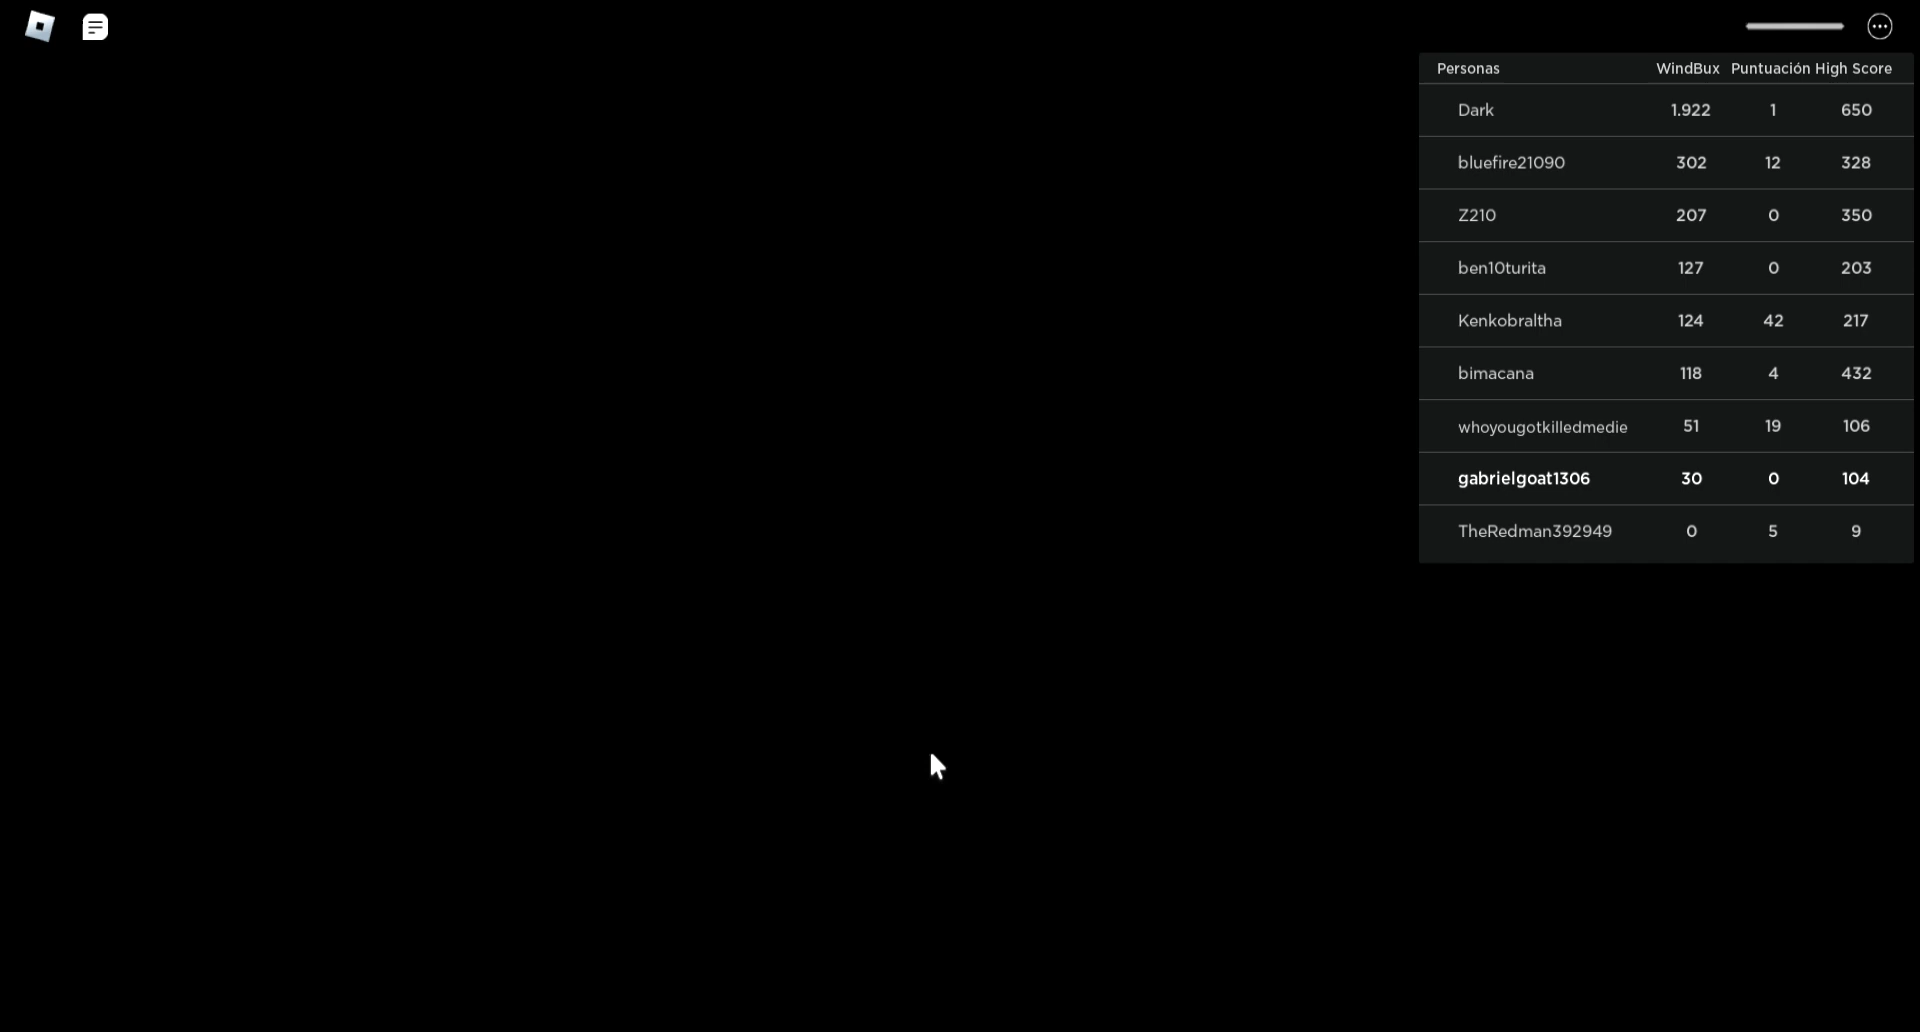 Personas WindBux Puntuación High Score
Dark 1.922 1 650
bluefire21090 302 12 328
Z210 207 0 350
ben10turita 127 0 203
Kenkobraltha 124 42 217
bimacana 118 4 432
whoyougotkilledmedie 51 19 106
gabrielgoat1306 30 0 104
TheRedman392949 0 5 9